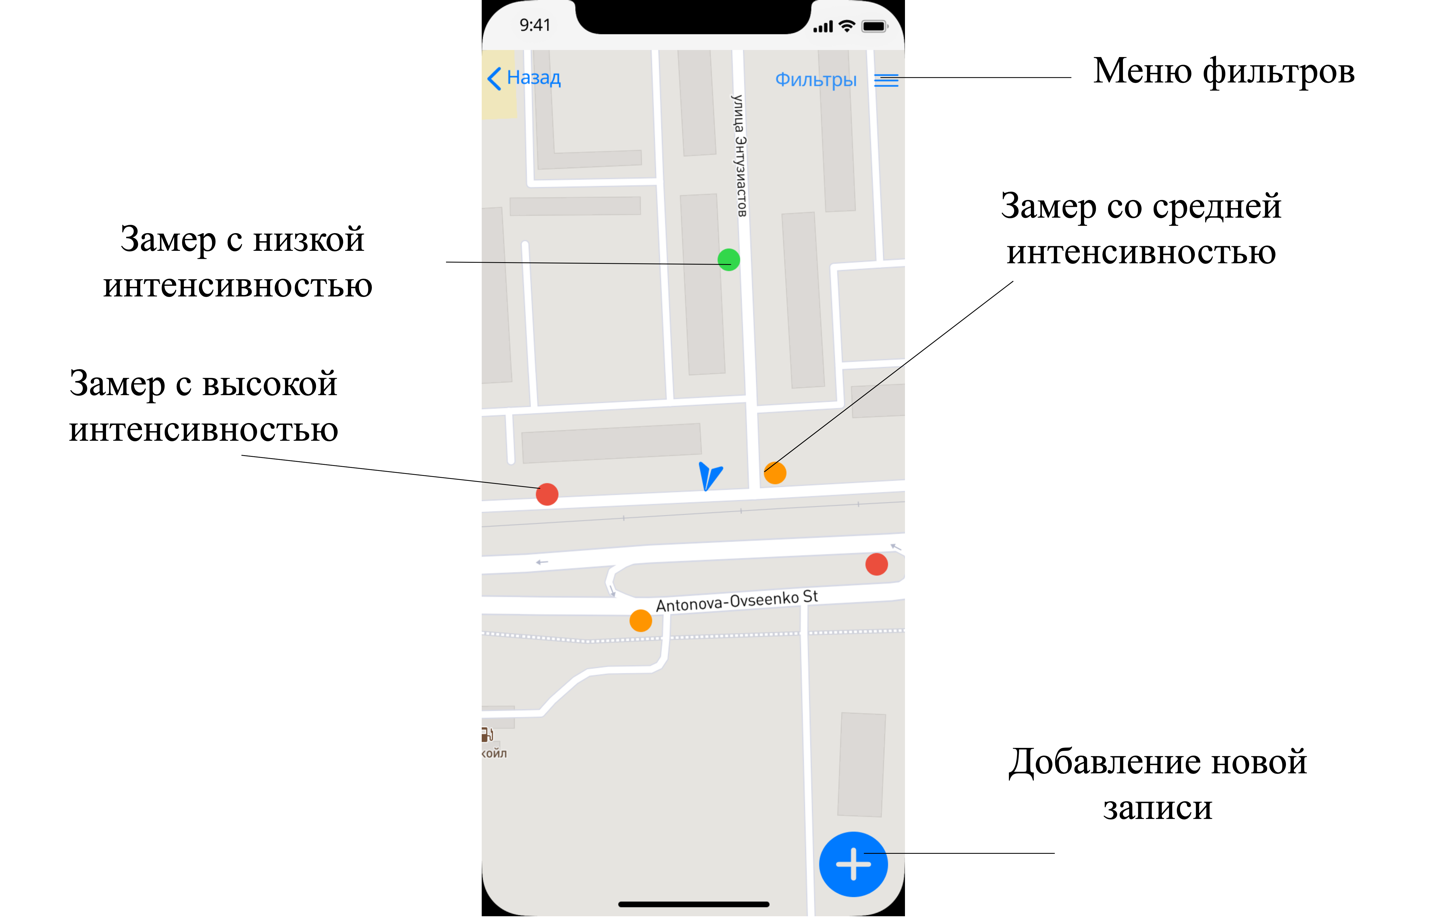 9:41
Назад
Фильтры
Меню фильтров
улица Энтузиастов
Замер со средней
интенсивностью
Замер с низкой
интенсивностью
Замер с высокой
интенсивностью
Antonova-Ovseenko St
койл
Добавление новой
записи